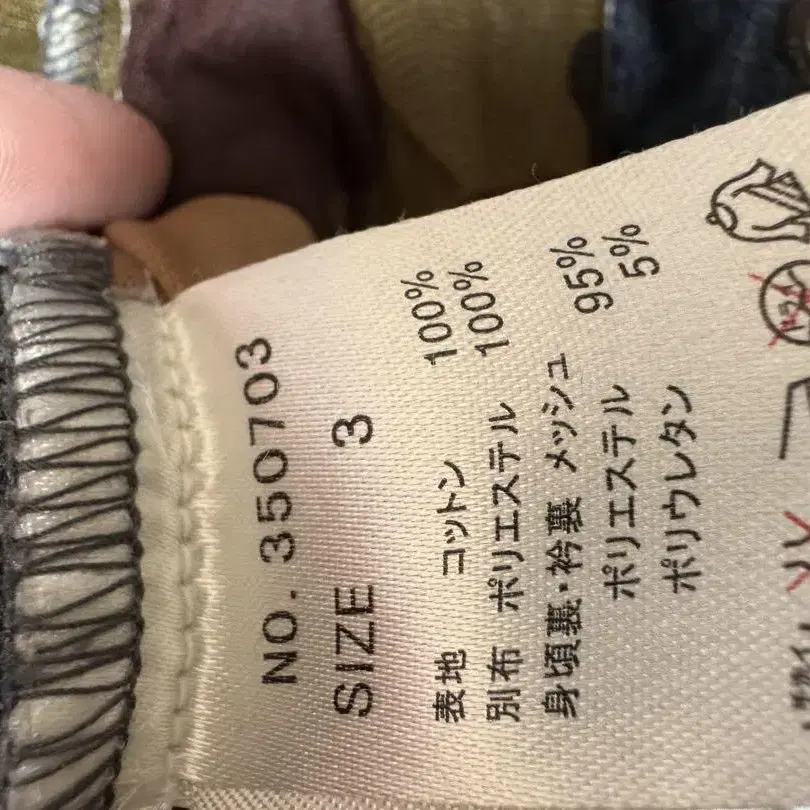 NO. 350703
SIZE 3
表地 コットン 100%
別布 ポリエステル 100%
身頃裏・衿裏 メッシュ
ポリエステル 95%
ポリウレタン 5%